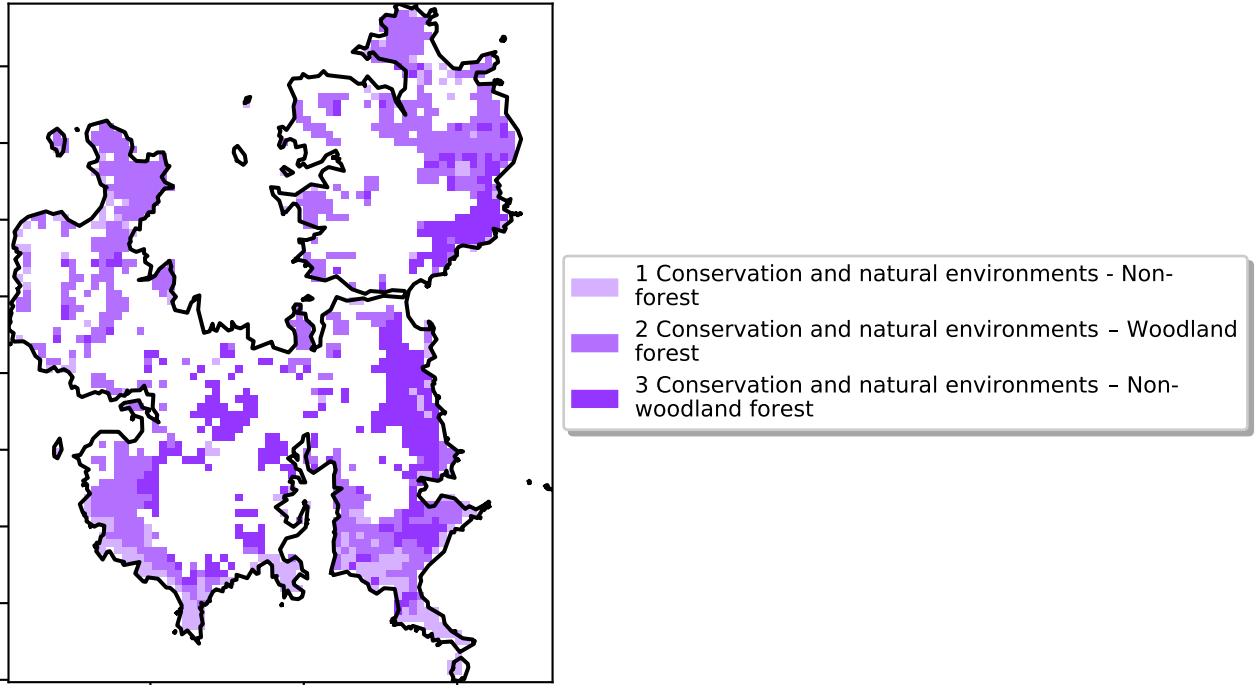 1 Conservation and natural environments - Non-
forest
2 Conservation and natural environments – Woodland
forest
3 Conservation and natural environments – Non-
woodland forest